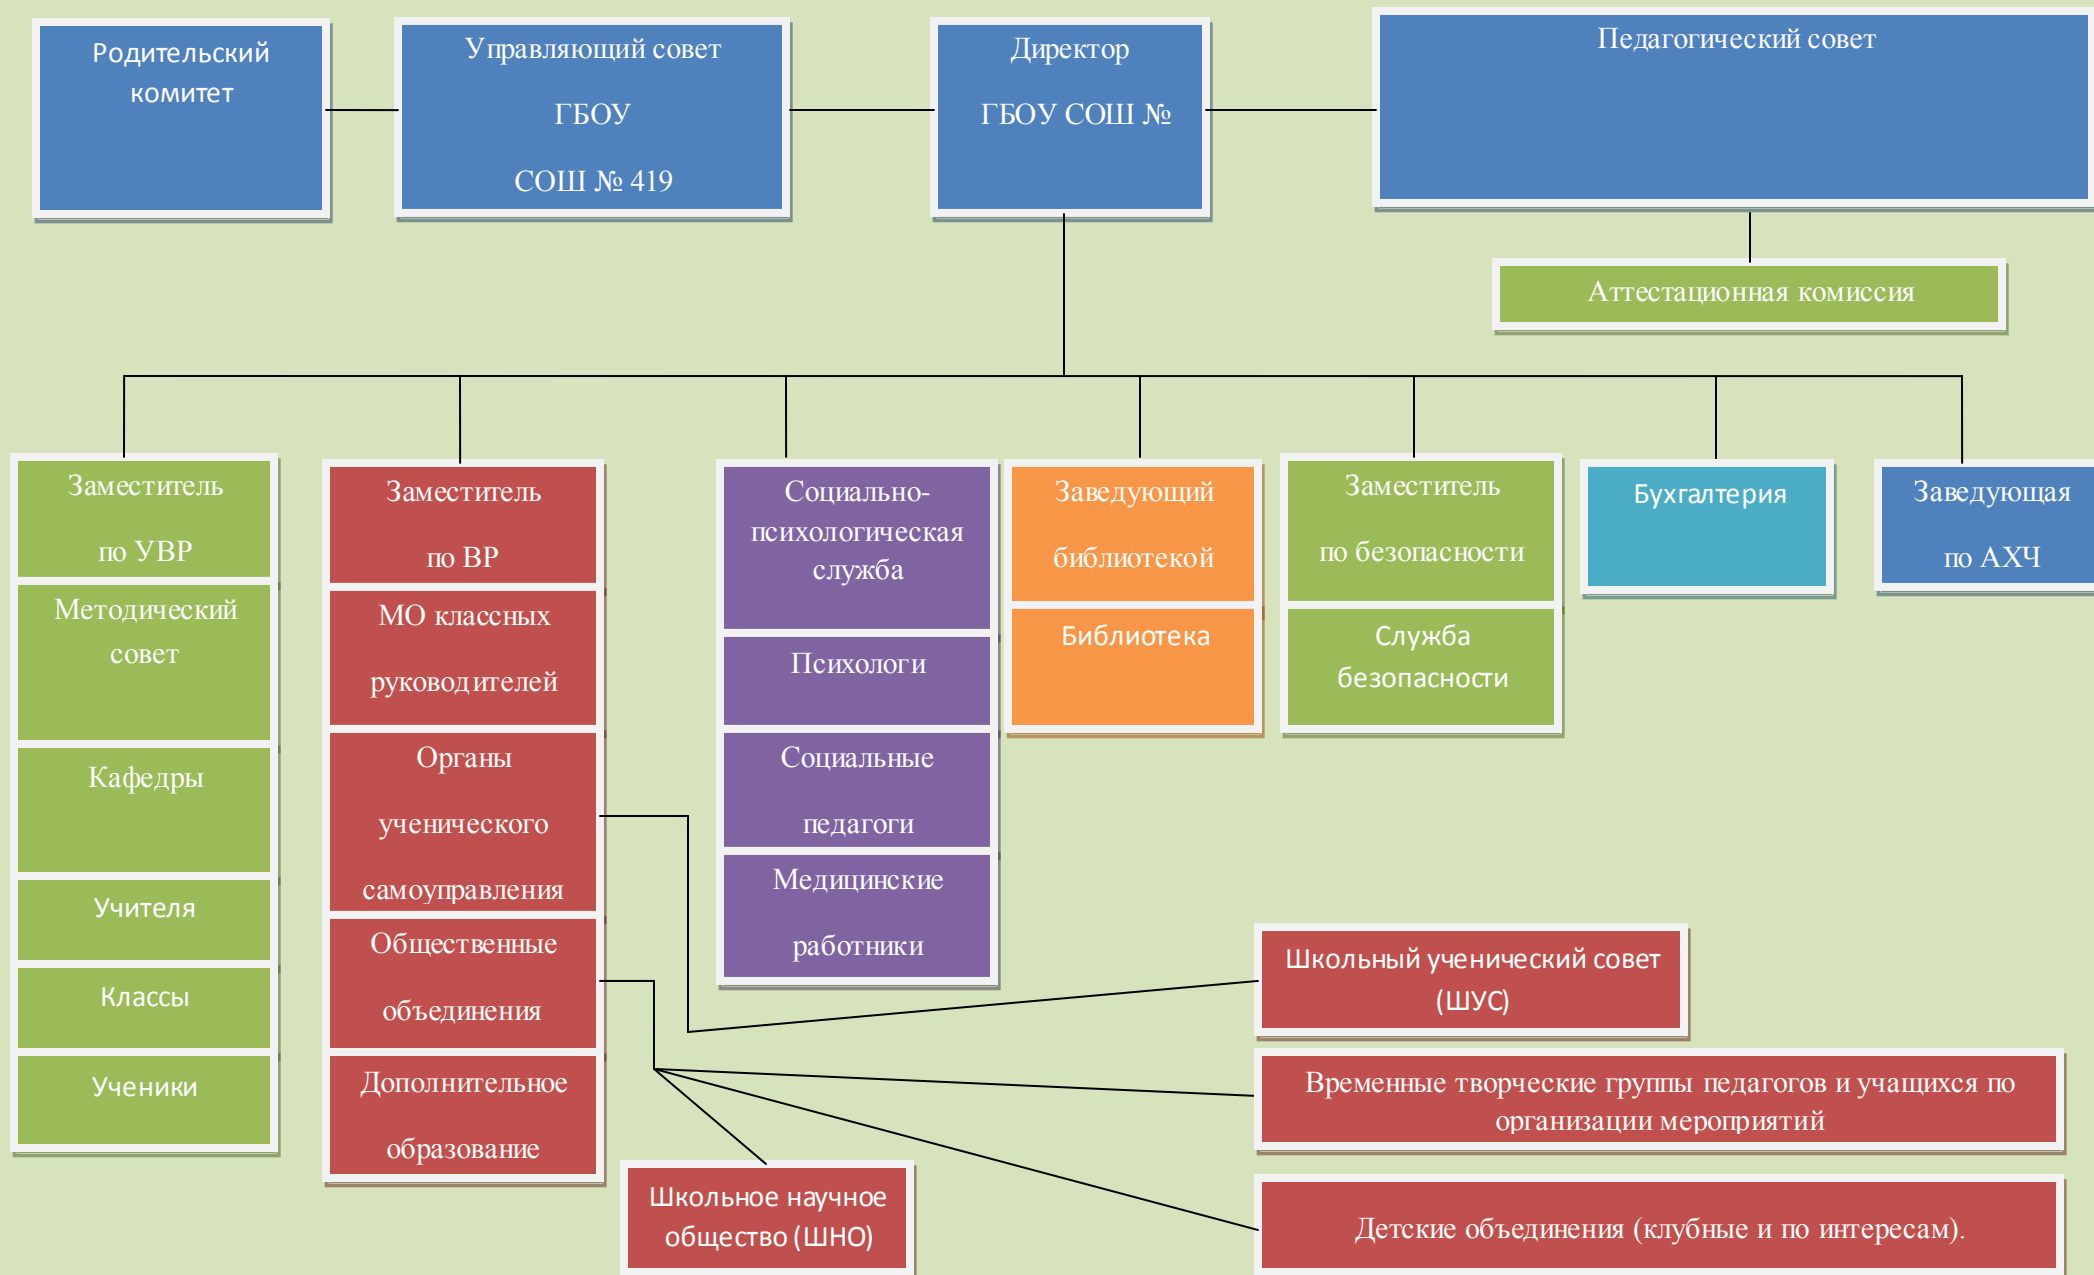 Родительский
комитет
Управляющий совет
ГБОУ
СОШ № 419
Директор
ГБОУ СОШ №
Педагогический совет
Аттестационная комиссия
Заместитель
по УВР
Методический
совет
Кафедры
Учителя
Классы
Ученики
Заместитель
по ВР
МО классных
руководителей
Органы
ученического
самоуправления
Общественные
объединения
Дополнительное
образование
Социально-
психологическая
служба
Психологи
Социальные
педагоги
Медицинские
работники
Заведующий
библиотекой
Библиотека
Заместитель
по безопасности
Служба
безопасности
Бухгалтерия
Заведующая
по АХЧ
Школьный ученический совет
(ШУС)
Временные творческие группы педагогов и учащихся по
организации мероприятий
Школьное научное
общество (ШНО)
Детские объединения (клубные и по интересам).